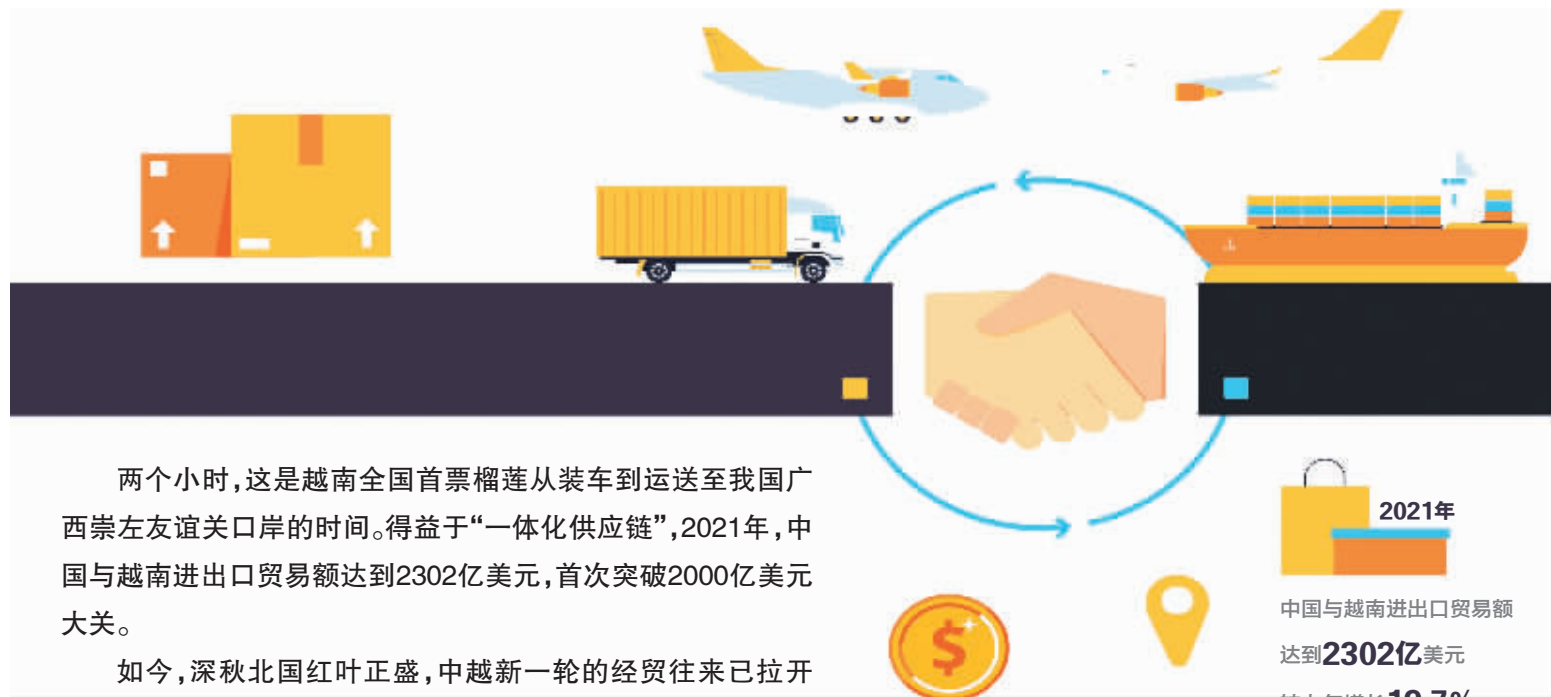 两个小时,这是越南全国首票榴莲从装车到运送至我国广
西崇左友谊关口岸的时间。得益于“一体化供应链”,2021年,中
国与越南进出口贸易额达到2302亿美元,首次突破2000亿美元
大关。
如今,深秋北国红叶正盛,中越新一轮的经贸往来已拉开
2021年
中国与越南进出口贸易额
达到2302亿美元